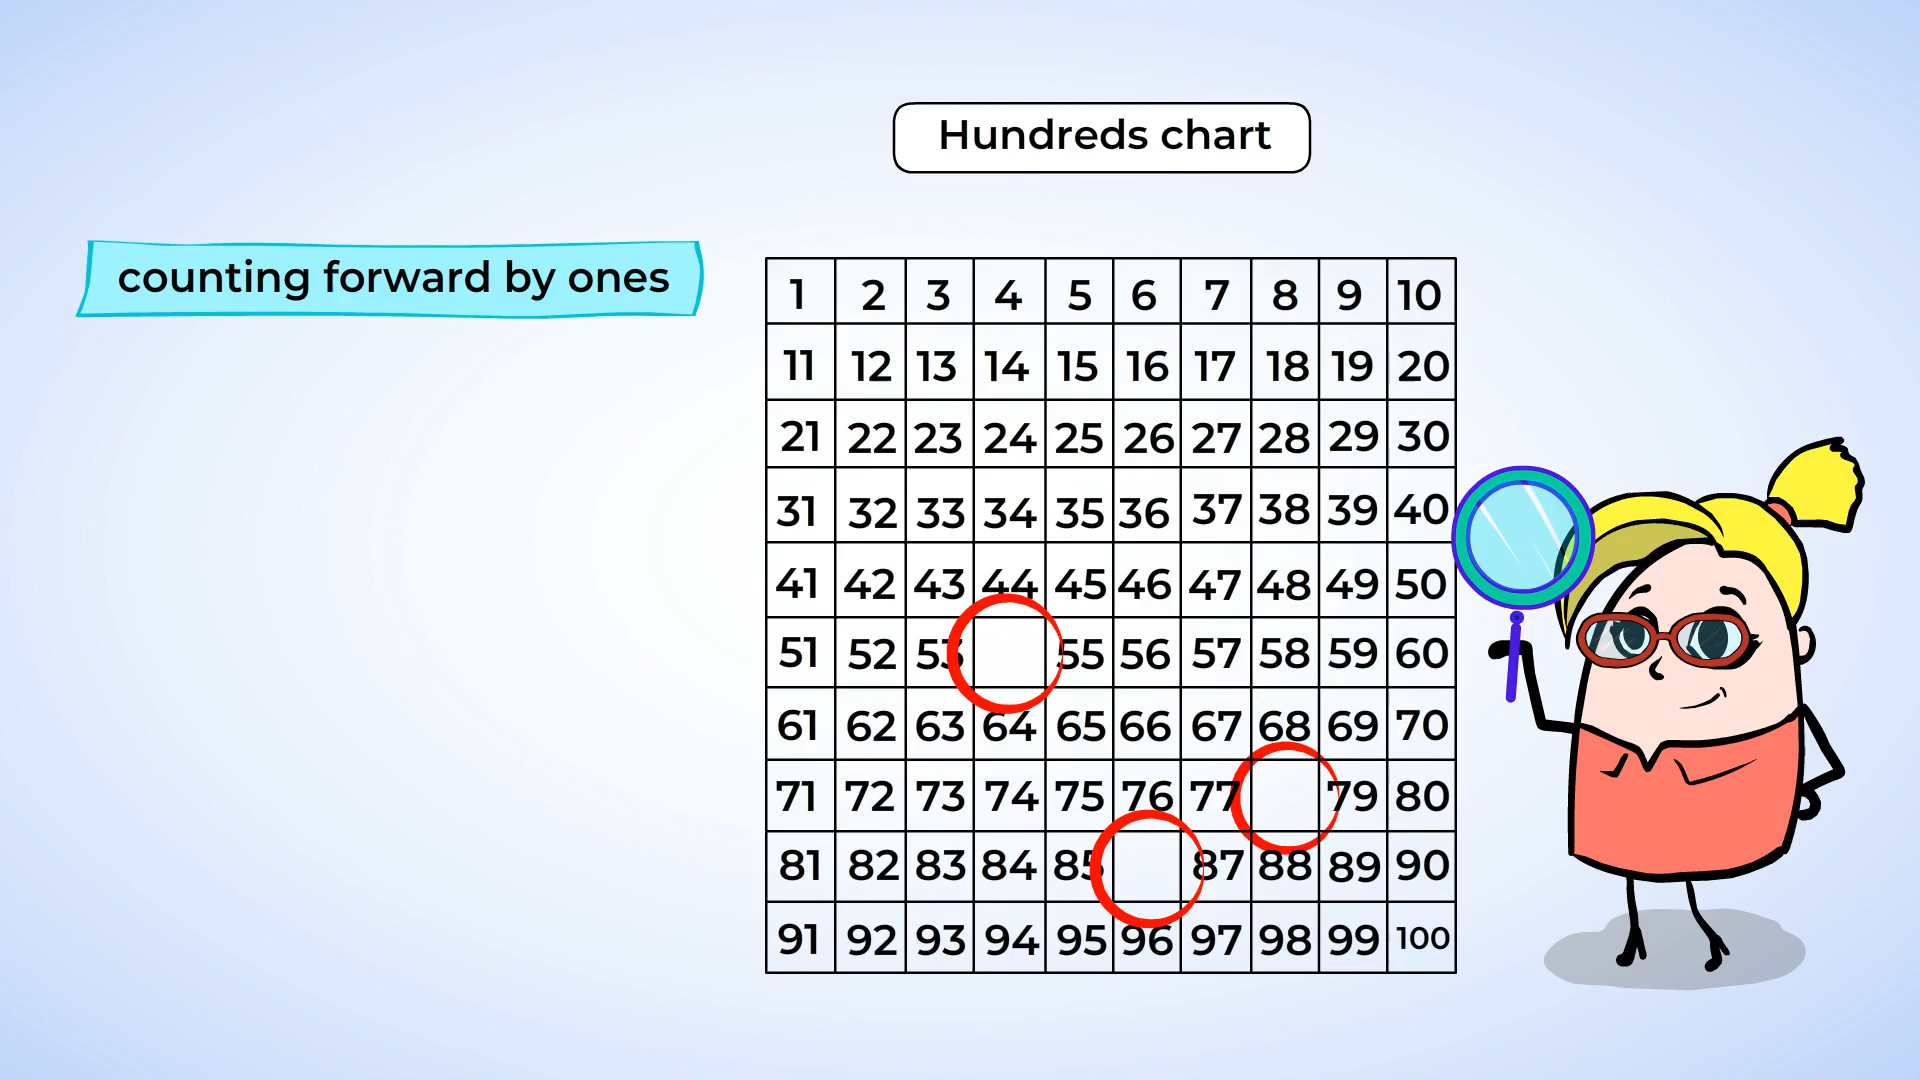 Hundreds chart
counting forward by ones
1 2 3 4 5 6 7 8 9 10
11 12 13 14 15 16 17 18 19 20
21 22 23 24 25 26 27 28 29 30
31 32 33 34 35 36 37 38 39 40
41 42 43 44 45 46 47 48 49 50
51 52 53 55 56 57 58 59 60
61 62 63 64 65 66 67 68 69 70
71 72 73 74 75 76 77 79 80
81 82 83 84 85 87 88 89 90
91 92 93 94 95 96 97 98 99 100